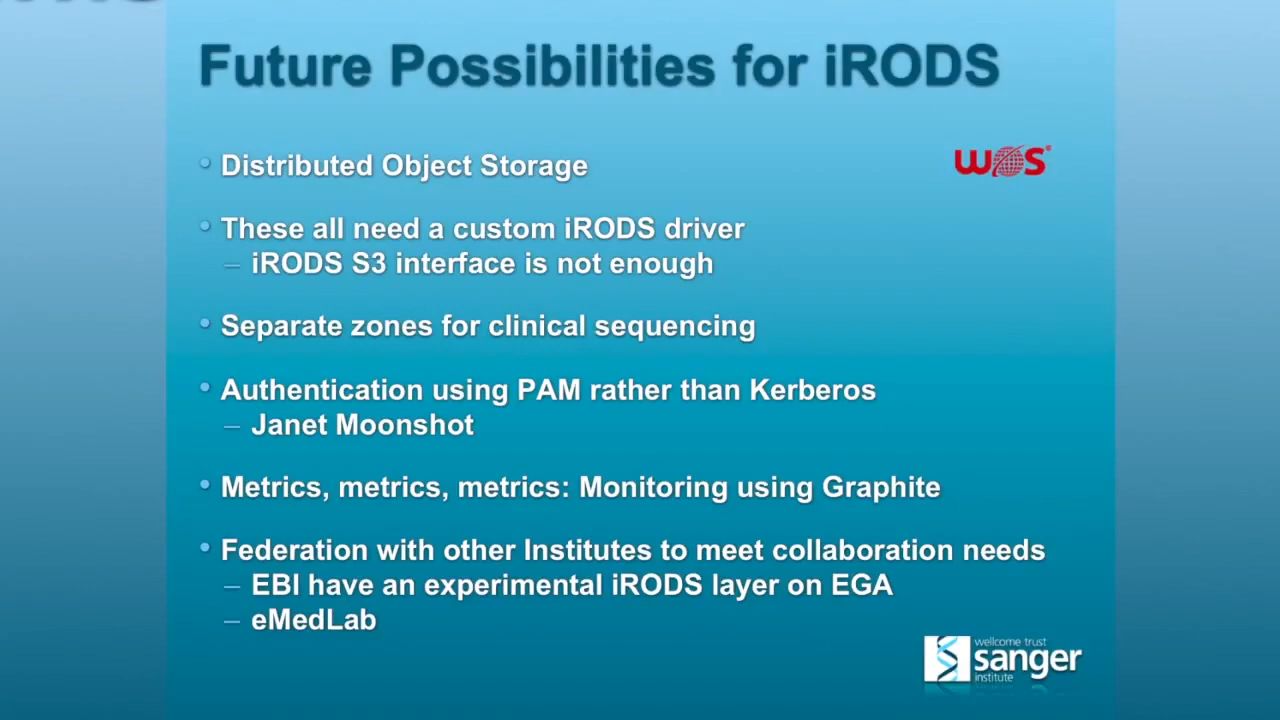 Future Possibilities for iRODS
• Distributed Object Storage
WOS®
• These all need a custom iRODS driver
– iRODS S3 interface is not enough
• Separate zones for clinical sequencing
• Authentication using PAM rather than Kerberos
– Janet Moonshot
• Metrics, metrics, metrics: Monitoring using Graphite
• Federation with other Institutes to meet collaboration needs
– EBI have an experimental iRODS layer on EGA
– eMedLab
wellcome trust
sanger
institute